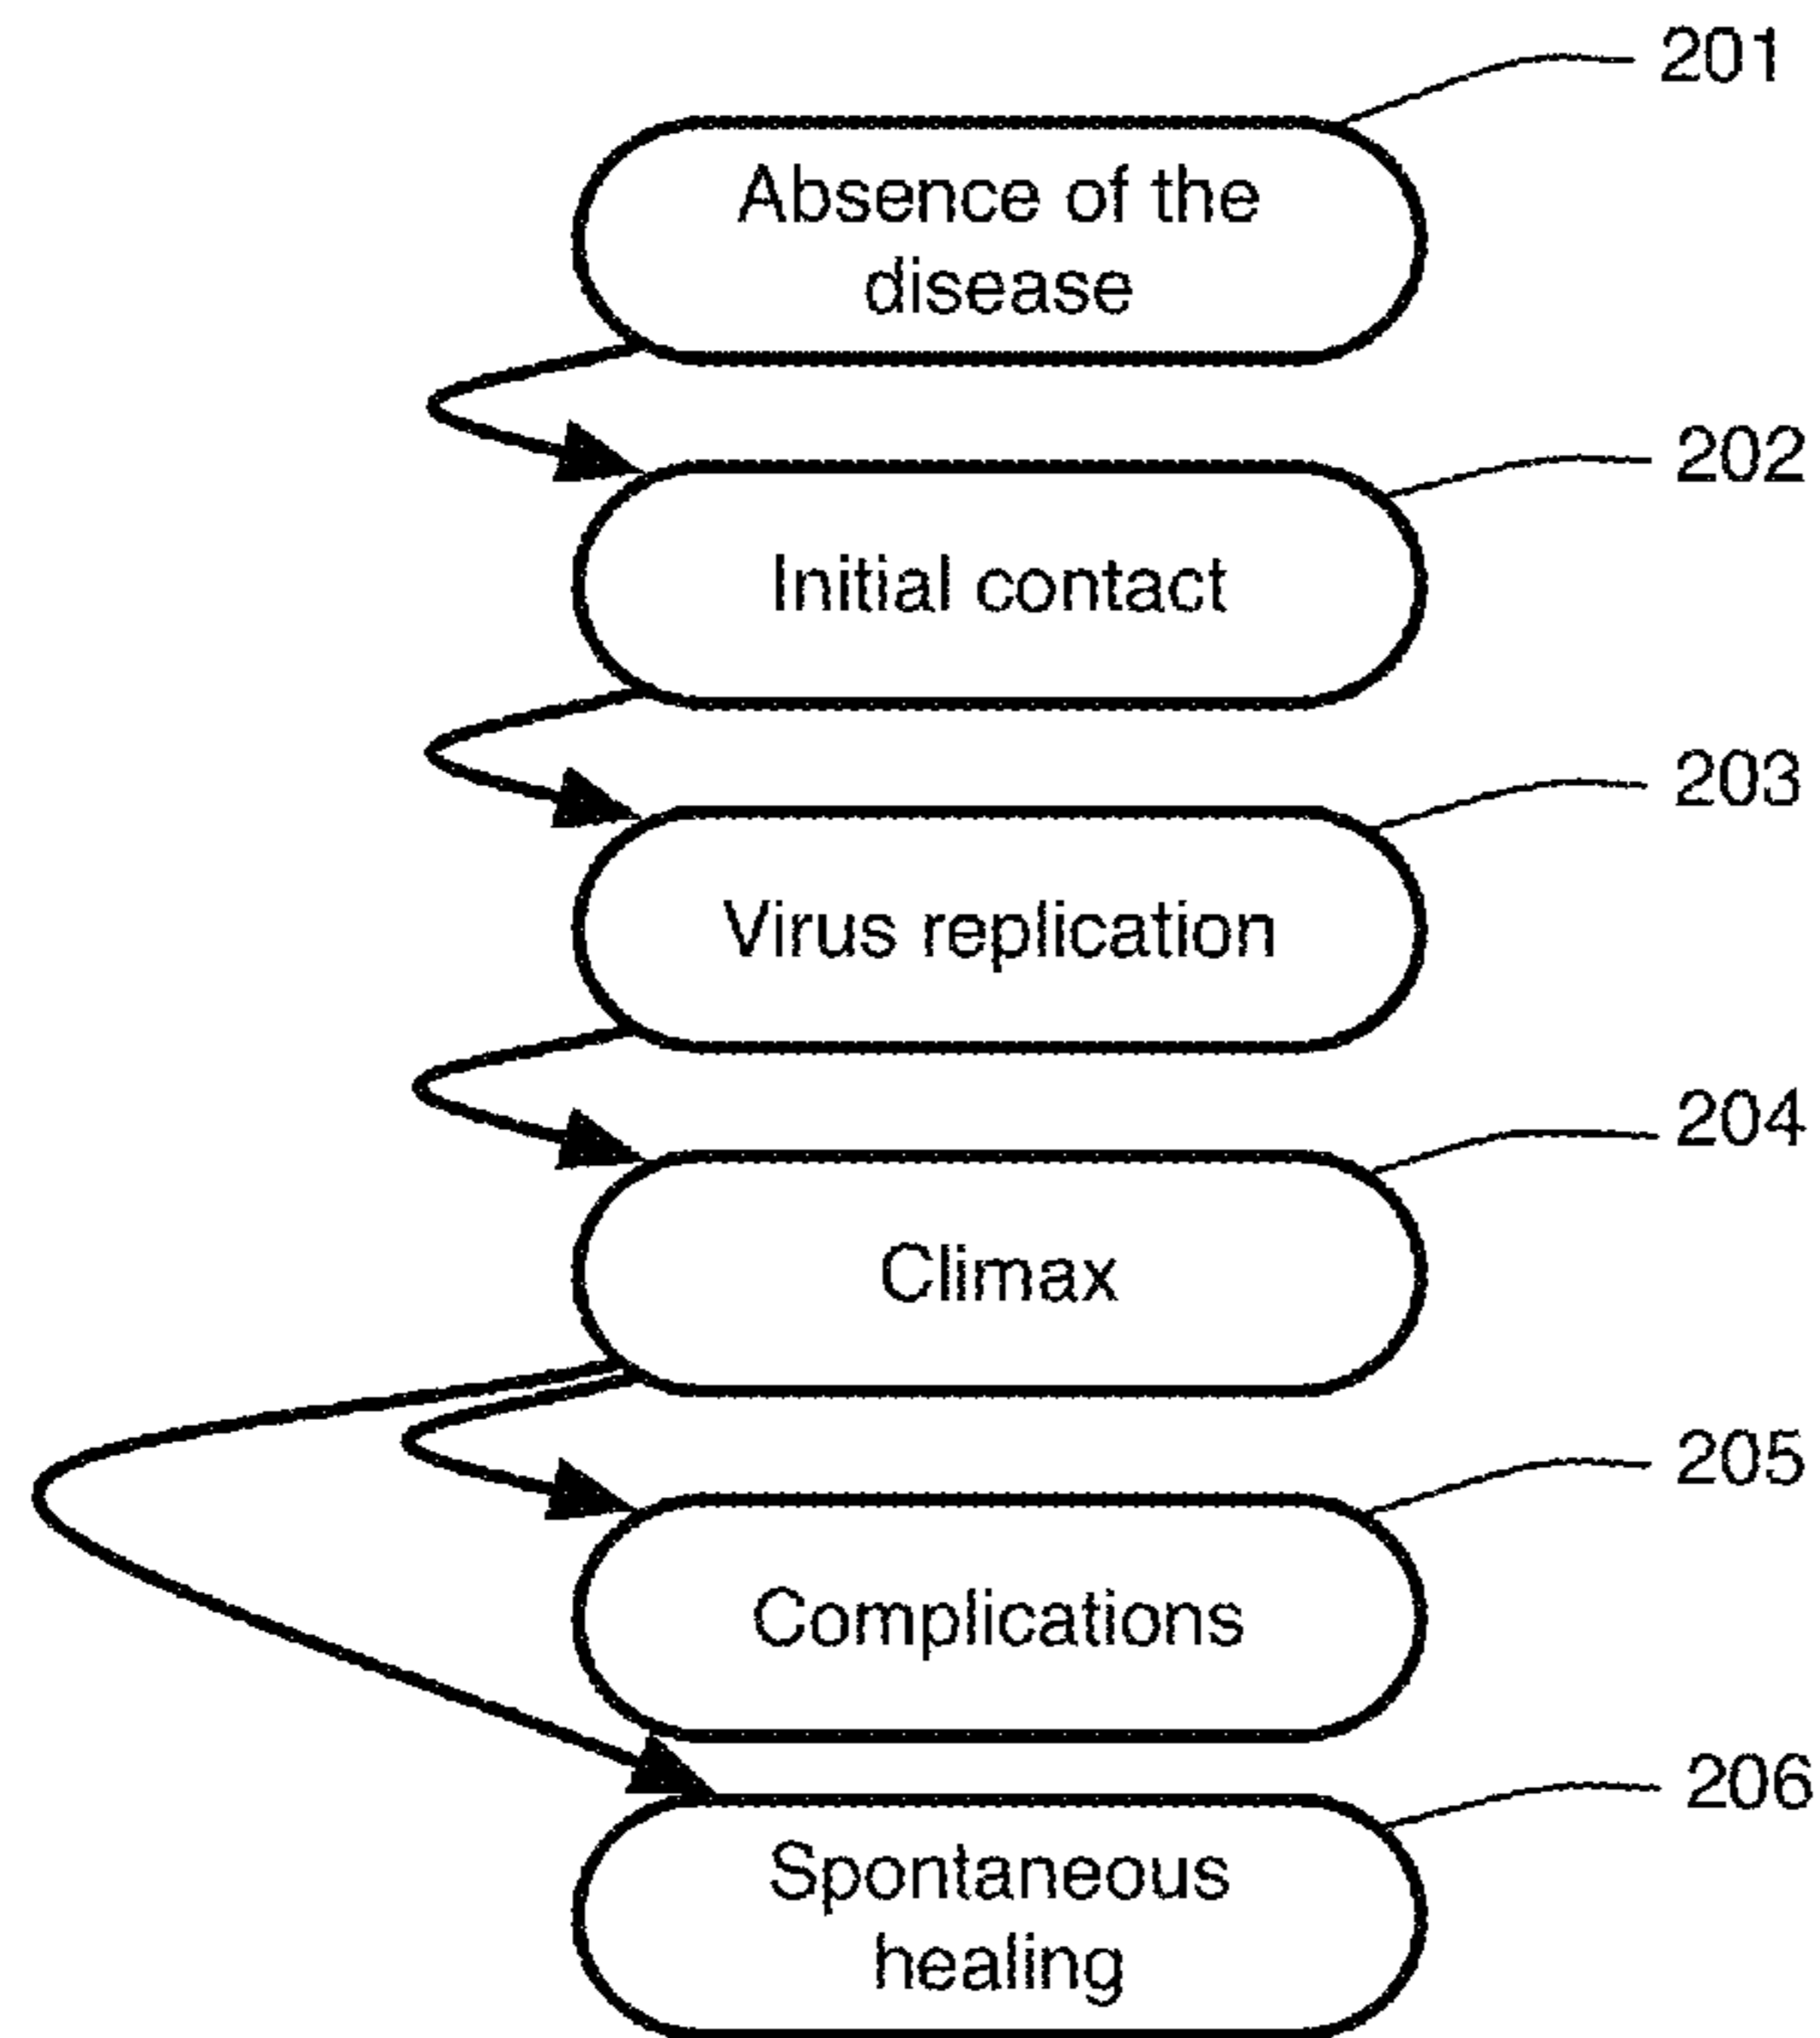 201
Absence of the
disease
202
Initial contact
203
Virus replication
204
Climax
205
Complications
206
Spontaneous
healing